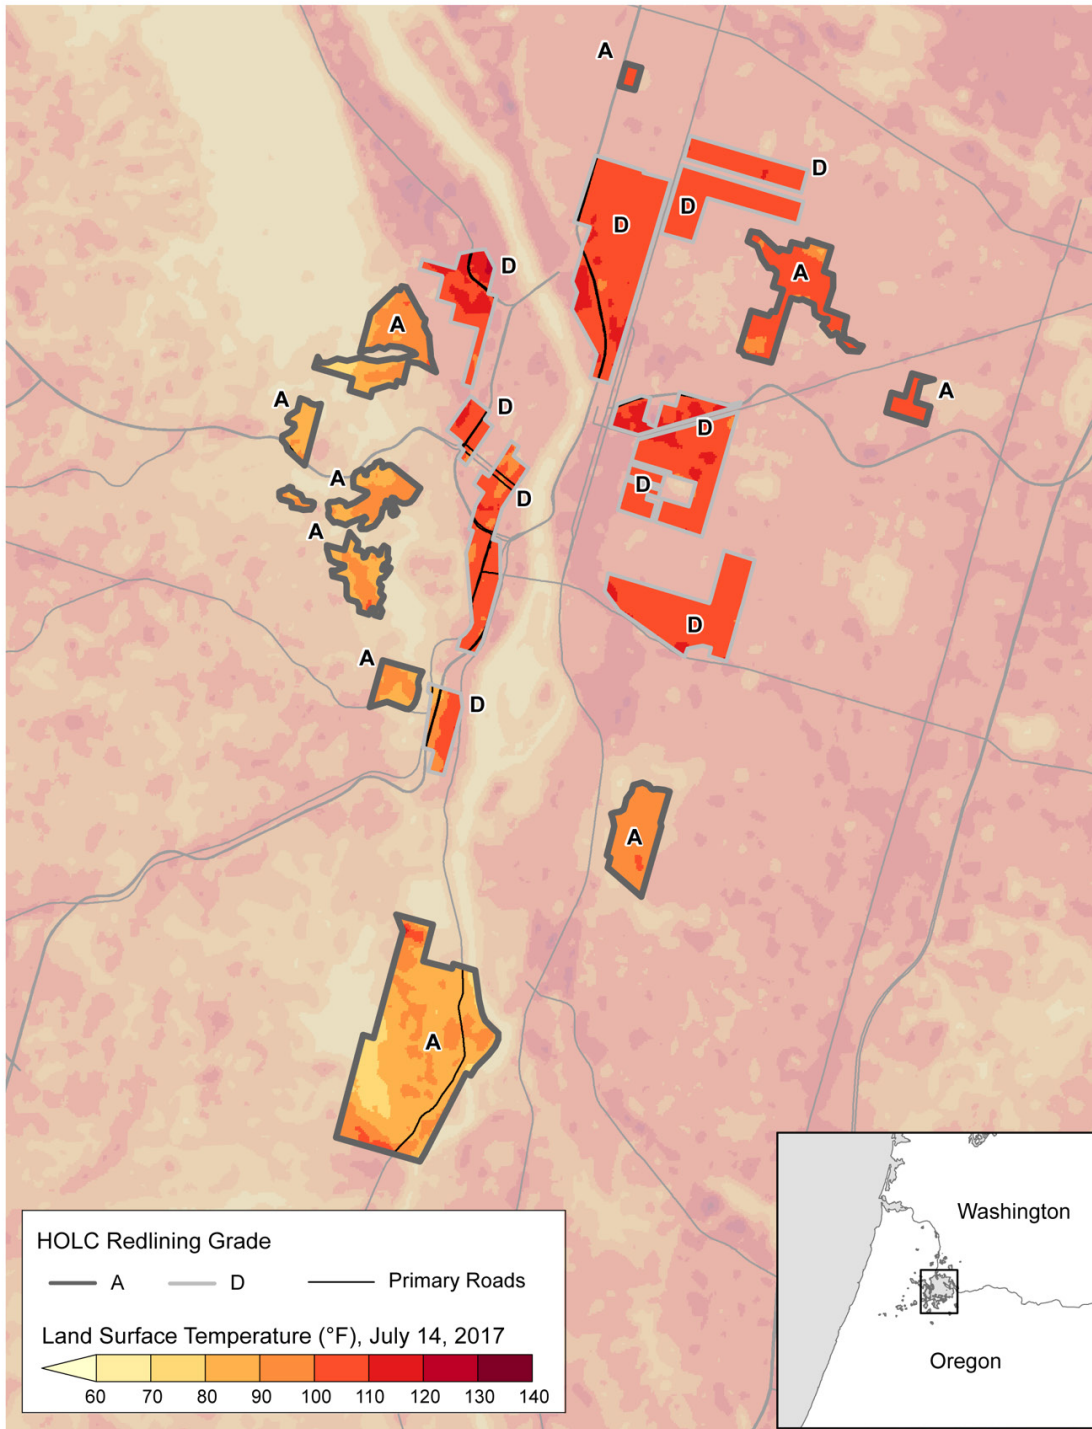 A
D
D
D
A
D
A
A
A
D
D
A
D
D
A
D
A
D
A
A
HOLC Redlining Grade
A D Primary Roads
Land Surface Temperature (°F), July 14, 2017
60 70 80 90 100 110 120 130 140
Washington
Oregon